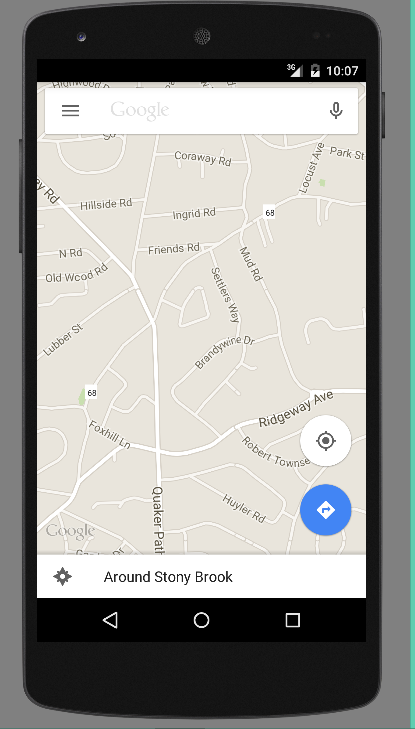 3G
10:07
Highwood Dr
Google
Coraway Rd
Locust Ave
Park St
ey Rd
Hillside Rd
Ingrid Rd
68
N Rd
Friends Rd
Mud Rd
Old Wood Rd
Settlers Way
Lubber St
Brandywine Dr
68
Ridgeway Ave
Foxhill Ln
Robert Townse
Quaker Path
Huyler Rd
Google
Around Stony Brook